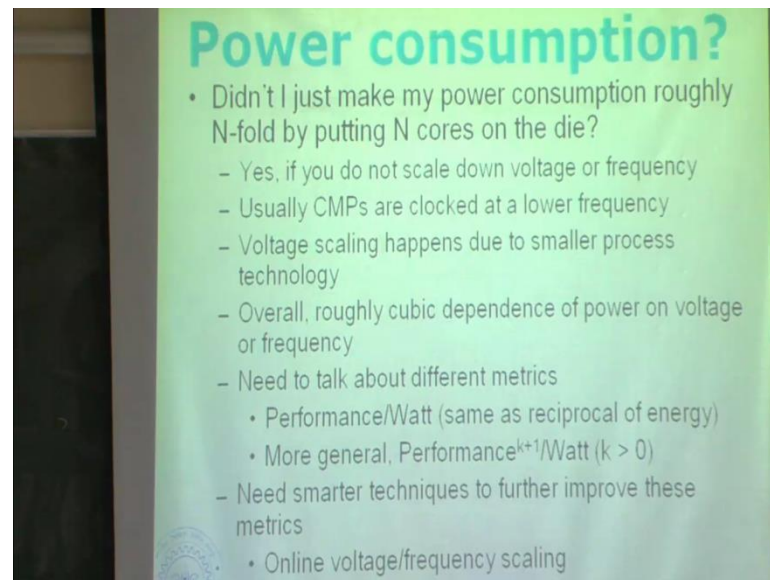 Power consumption?
• Didn't I just make my power consumption roughly
N-fold by putting N cores on the die?
– Yes, if you do not scale down voltage or frequency
– Usually CMPs are clocked at a lower frequency
– Voltage scaling happens due to smaller process
technology
– Overall, roughly cubic dependence of power on voltage
or frequency
– Need to talk about different metrics
• Performance/Watt (same as reciprocal of energy)
• More general, Performanceᵏ⁺¹/Watt (k > 0)
– Need smarter techniques to further improve these
metrics
• Online voltage/frequency scaling